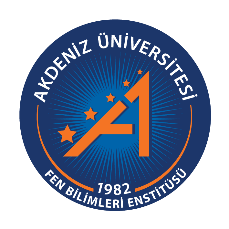 AKDENİZ ÜNİVERSİTESİ
1982
FEN BİLİMLERİ ENSTİTÜSÜ